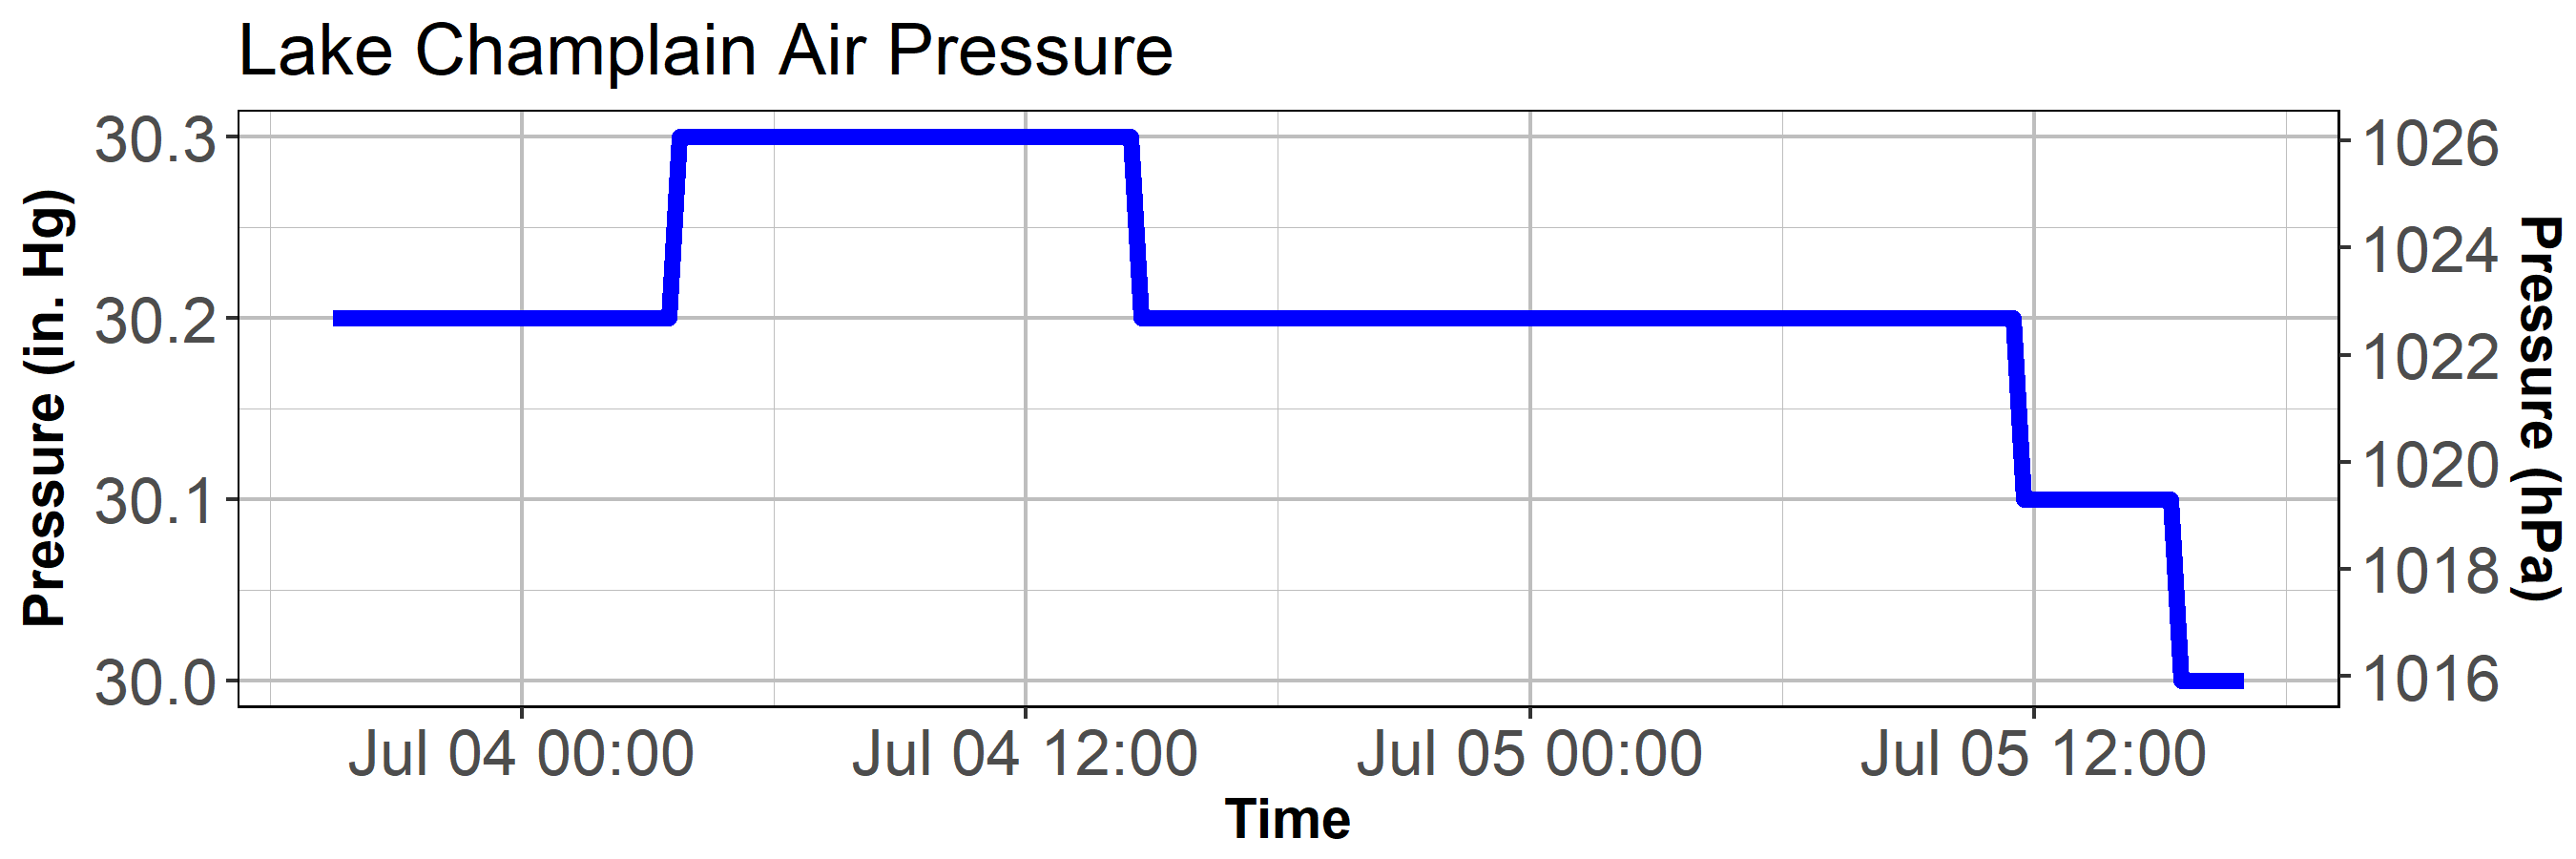 Lake Champlain Air Pressure
Pressure (in. Hg)
30.3
30.2
30.1
30.0
1026
1024
1022
1020
1018
1016
Pressure (hPa)
Jul 04 00:00 Jul 04 12:00 Jul 05 00:00 Jul 05 12:00
Time